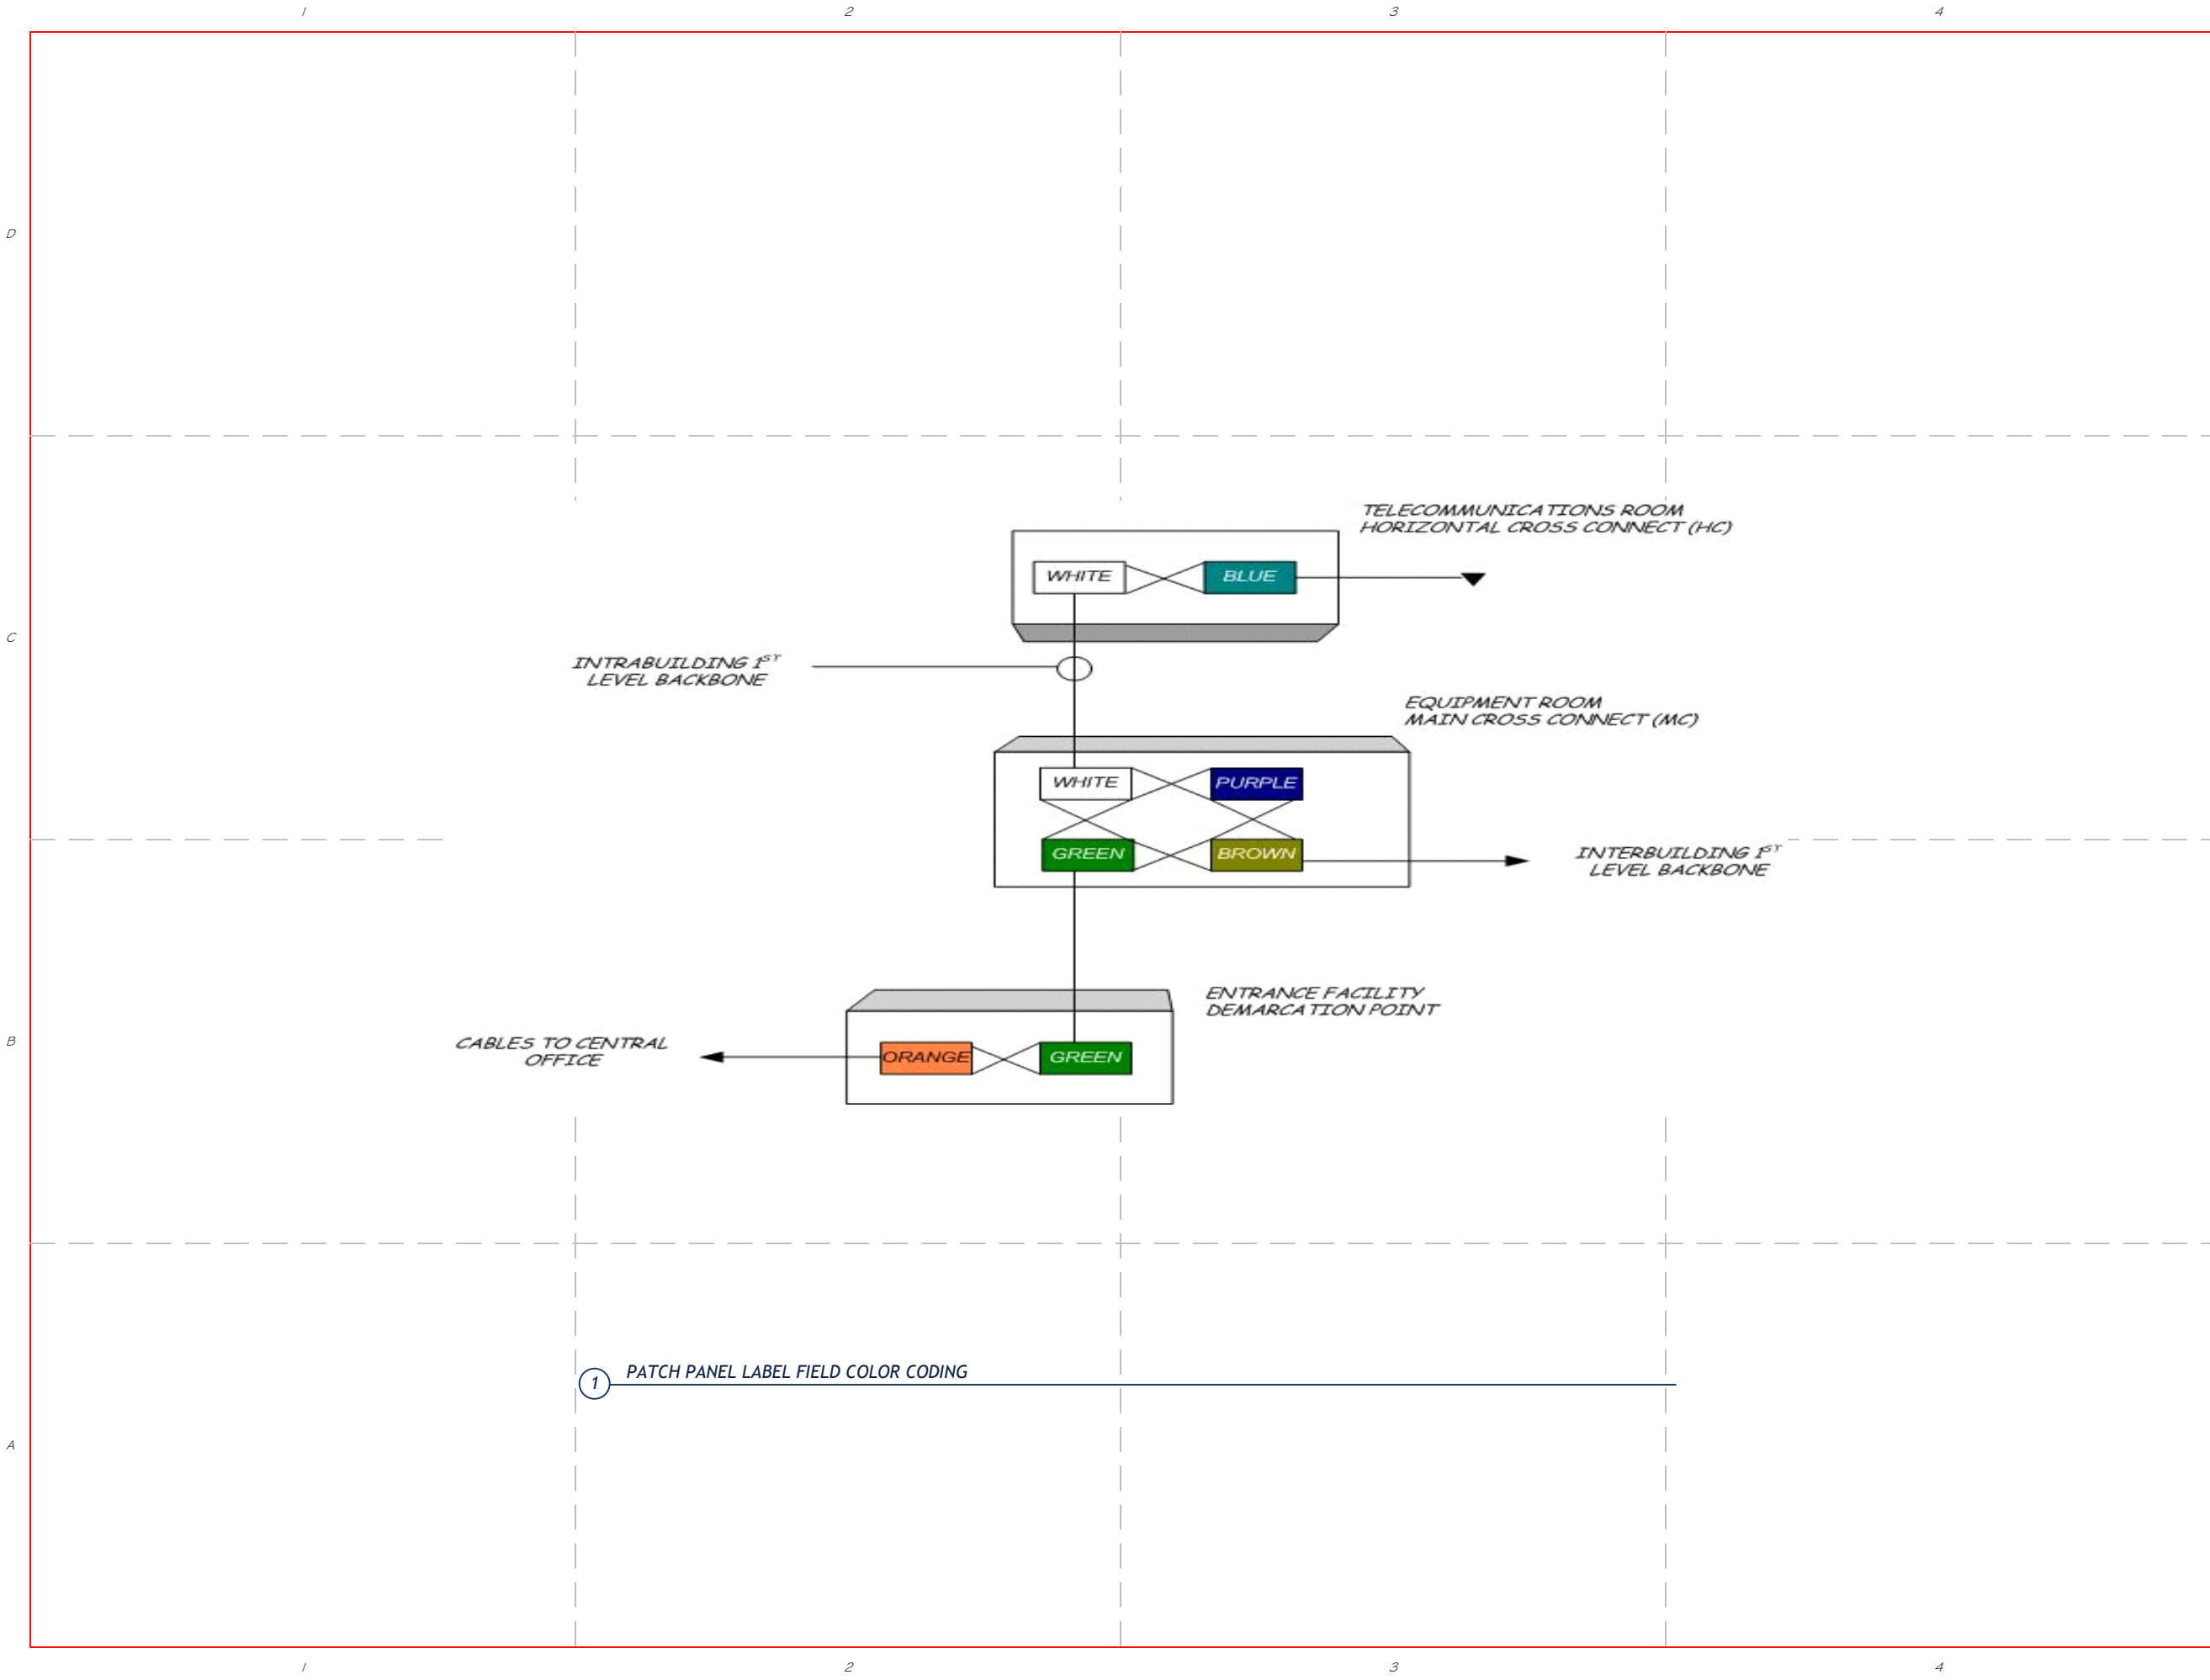 1 2 3 4
D
TELECOMMUNICATIONS ROOM
HORIZONTAL CROSS CONNECT (HC)
WHITE BLUE
C
INTRABUILDING 1ST
LEVEL BACKBONE
EQUIPMENT ROOM
MAIN CROSS CONNECT (MC)
WHITE PURPLE
GREEN BROWN
INTERBUILDING 1ST
LEVEL BACKBONE
ENTRANCE FACILITY
DEMARCATION POINT
B
CABLES TO CENTRAL
OFFICE
ORANGE GREEN
1 PATCH PANEL LABEL FIELD COLOR CODING
A
1 2 3 4